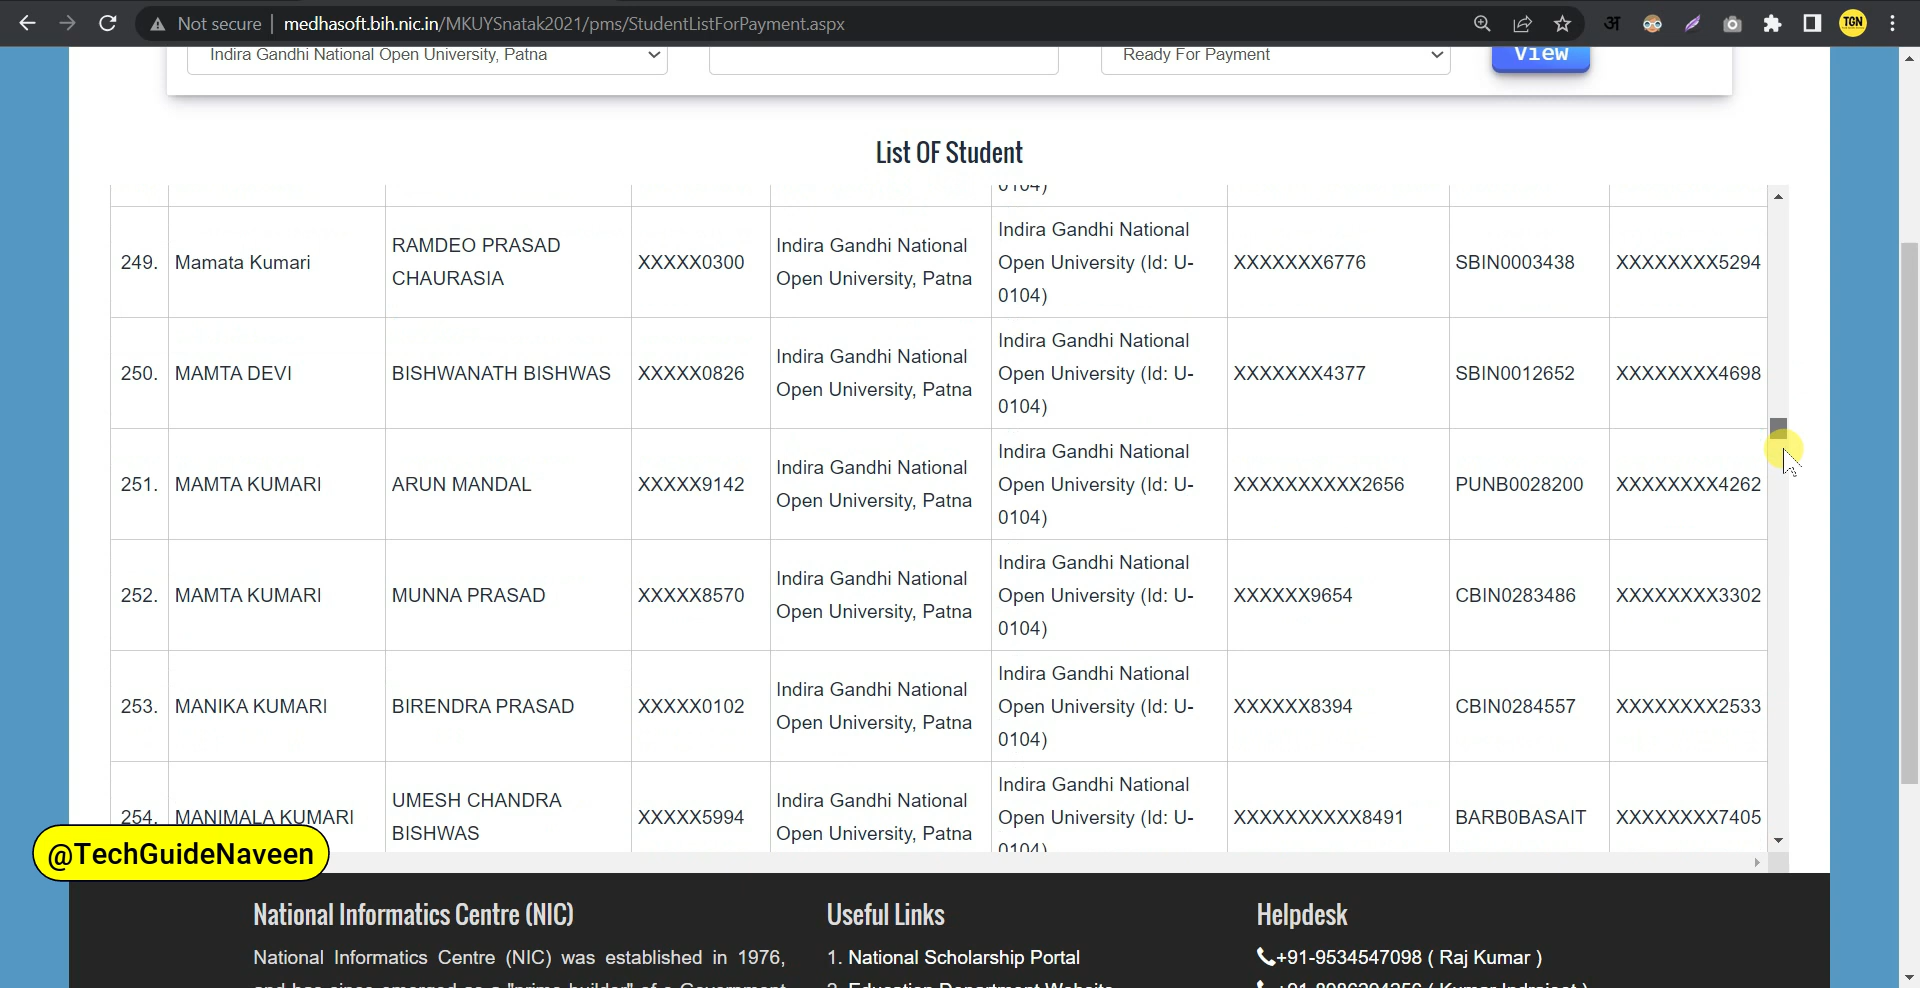 Not secure medhasoft.bih.nic.in/MKUYSnatak2021/pms/StudentListForPayment.aspx अ TGN
Indira Gandhi National Open University, Patna Ready For Payment View
List OF Student
0104)
249. Mamata Kumari RAMDEO PRASAD CHAURASIA XXXXX0300 Indira Gandhi National Open University, Patna Indira Gandhi National Open University (Id: U-0104) XXXXXXX6776 SBIN0003438 XXXXXXXX5294
250. MAMTA DEVI BISHWANATH BISHWAS XXXXX0826 Indira Gandhi National Open University, Patna Indira Gandhi National Open University (Id: U-0104) XXXXXXX4377 SBIN0012652 XXXXXXXX4698
251. MAMTA KUMARI ARUN MANDAL XXXXX9142 Indira Gandhi National Open University, Patna Indira Gandhi National Open University (Id: U-0104) XXXXXXXXXX2656 PUNB0028200 XXXXXXXX4262
252. MAMTA KUMARI MUNNA PRASAD XXXXX8570 Indira Gandhi National Open University, Patna Indira Gandhi National Open University (Id: U-0104) XXXXXX9654 CBIN0283486 XXXXXXXX3302
253. MANIKA KUMARI BIRENDRA PRASAD XXXXX0102 Indira Gandhi National Open University, Patna Indira Gandhi National Open University (Id: U-0104) XXXXXX8394 CBIN0284557 XXXXXXXX2533
254. MANIMALA KUMARI UMESH CHANDRA BISHWAS XXXXX5994 Indira Gandhi National Open University, Patna Indira Gandhi National Open University (Id: U-0104) XXXXXXXXXX8491 BARB0BASAIT XXXXXXXX7405
@TechGuideNaveen
National Informatics Centre (NIC) Useful Links Helpdesk
National Informatics Centre (NIC) was established in 1976, 1. National Scholarship Portal +91-9534547098 ( Raj Kumar )